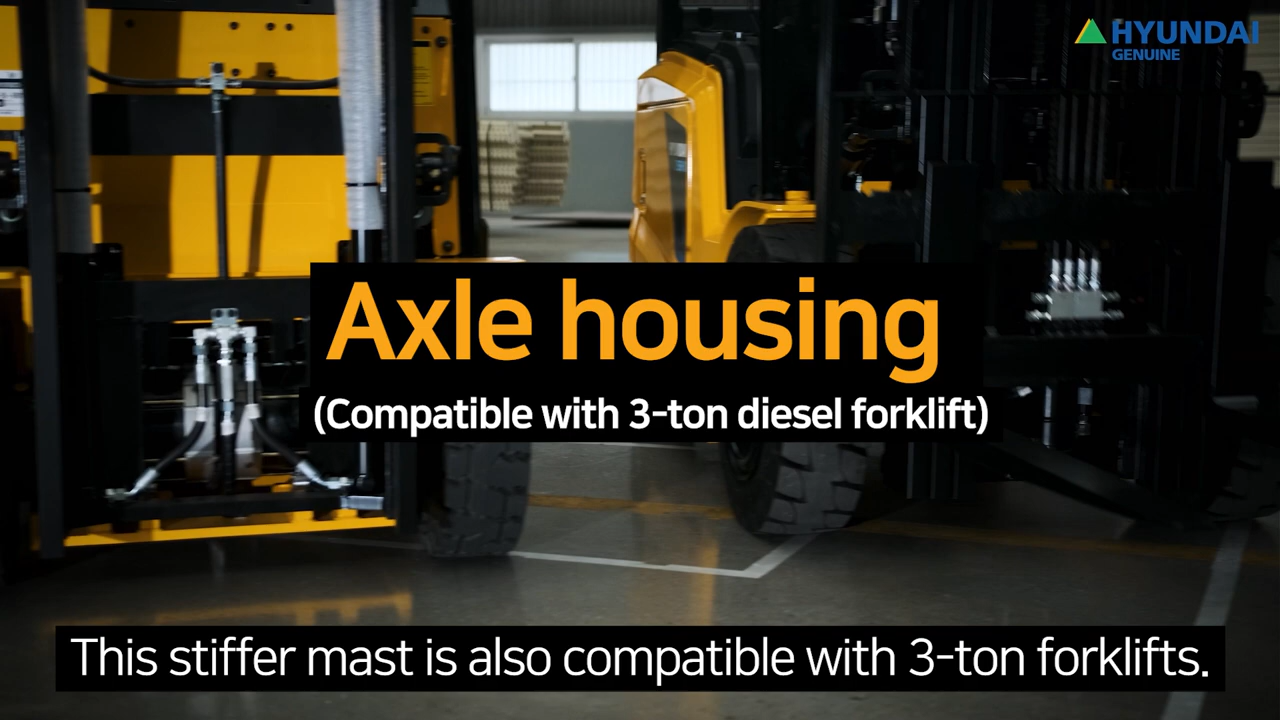 HYUNDAI
GENUINE
Axle housing
(Compatible with 3-ton diesel forklift)
This stiffer mast is also compatible with 3-ton forklifts.